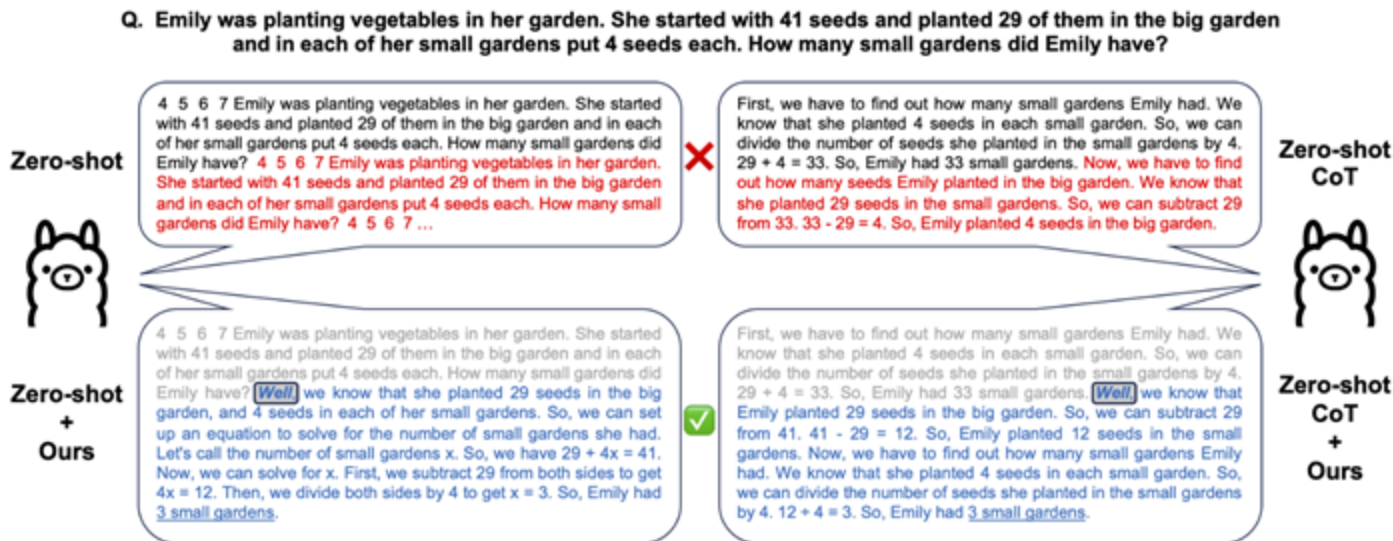 Q. Emily was planting vegetables in her garden. She started with 41 seeds and planted 29 of them in the big garden
and in each of her small gardens put 4 seeds each. How many small gardens did Emily have?
Zero-shot
4 5 6 7 Emily was planting vegetables in her garden. She started
with 41 seeds and planted 29 of them in the big garden and in each
of her small gardens put 4 seeds each. How many small gardens did
Emily have? 4 5 6 7 Emily was planting vegetables in her garden.
She started with 41 seeds and planted 29 of them in the big garden
and in each of her small gardens put 4 seeds each. How many small
gardens did Emily have? 4 5 6 7 ...
First, we have to find out how many small gardens Emily had. We
know that she planted 4 seeds in each small garden. So, we can
divide the number of seeds she planted in the small gardens by 4.
29 + 4 = 33. So, Emily had 33 small gardens. Now, we have to find
out how many seeds Emily planted in the big garden. We know that
she planted 29 seeds in the small gardens. So, we can subtract 29
from 33. 33 - 29 = 4. So, Emily planted 4 seeds in the big garden.
Zero-shot
CoT
Zero-shot
+
Ours
4 5 6 7 Emily was planting vegetables in her garden. She started
with 41 seeds and planted 29 of them in the big garden and in each
of her small gardens put 4 seeds each. How many small gardens did
Emily have? Well, we know that she planted 29 seeds in the big
garden, and 4 seeds in each of her small gardens. So, we can set
up an equation to solve for the number of small gardens she had.
Let's call the number of small gardens x. So, we have 29 + 4x = 41.
Now, we can solve for x. First, we subtract 29 from both sides to get
4x = 12. Then, we divide both sides by 4 to get x = 3. So, Emily had
3 small gardens.
First, we have to find out how many small gardens Emily had. We
know that she planted 4 seeds in each small garden. So, we can
divide the number of seeds she planted in the small gardens by 4.
29 + 4 = 33. So, Emily had 33 small gardens. Well, we know that
Emily planted 29 seeds in the big garden. So, we can subtract 29
from 41. 41 - 29 = 12. So, Emily planted 12 seeds in the small
gardens. Now, we have to find out how many small gardens Emily
had. We know that she planted 4 seeds in each small garden. So,
we can divide the number of seeds she planted in the small gardens
by 4. 12 ÷ 4 = 3. So, Emily had 3 small gardens.
Zero-shot
CoT
+
Ours